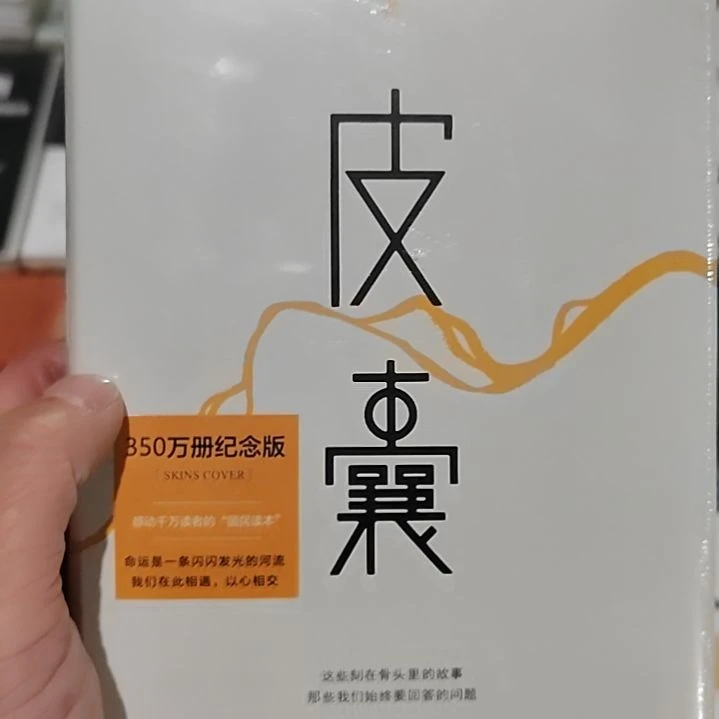 皮
囊
350万册纪念版
[SKINS COVER]
感动千万读者的“国民读本”
命运是一条闪闪发光的河流
我们在此相遇，以心相交
这些刻在骨头里的故事
那些我们始终要回答的问题